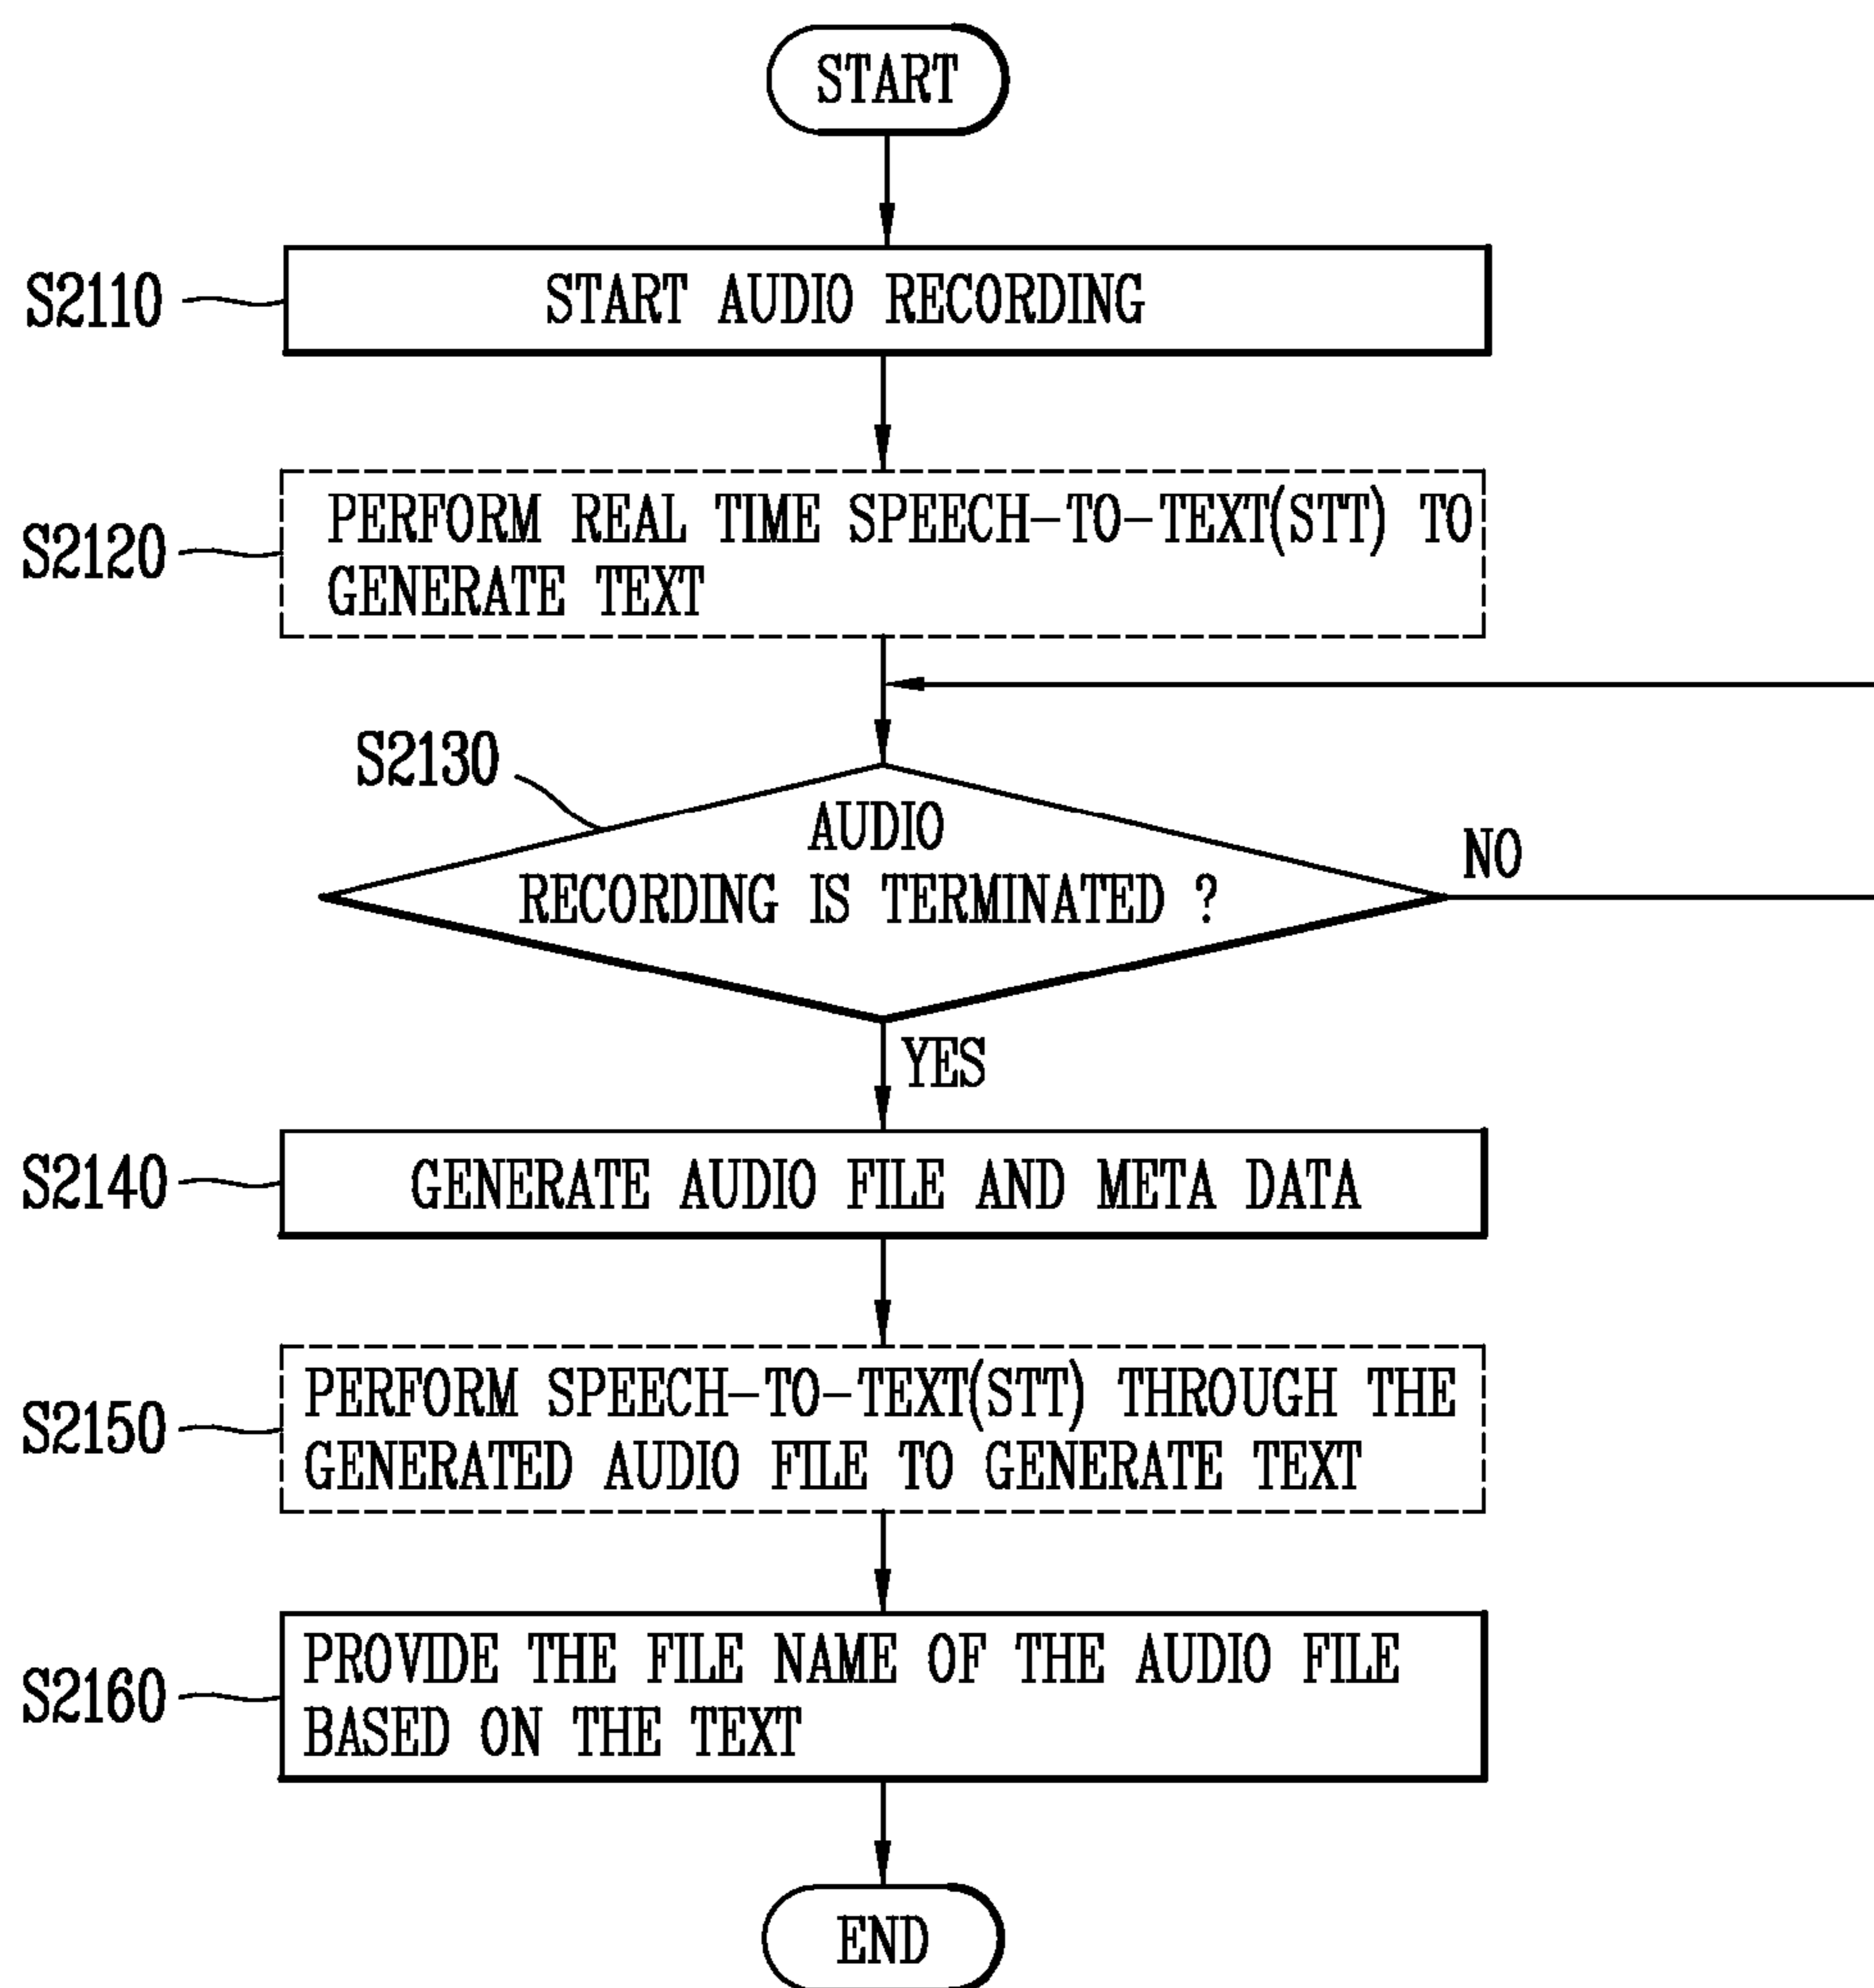 START
S2110
START AUDIO RECORDING
S2120
PERFORM REAL TIME SPEECH-TO-TEXT(STT) TO
GENERATE TEXT
S2130
AUDIO
RECORDING IS TERMINATED ?
NO
YES
S2140
GENERATE AUDIO FILE AND META DATA
S2150
PERFORM SPEECH-TO-TEXT(STT) THROUGH THE
GENERATED AUDIO FILE TO GENERATE TEXT
S2160
PROVIDE THE FILE NAME OF THE AUDIO FILE
BASED ON THE TEXT
END